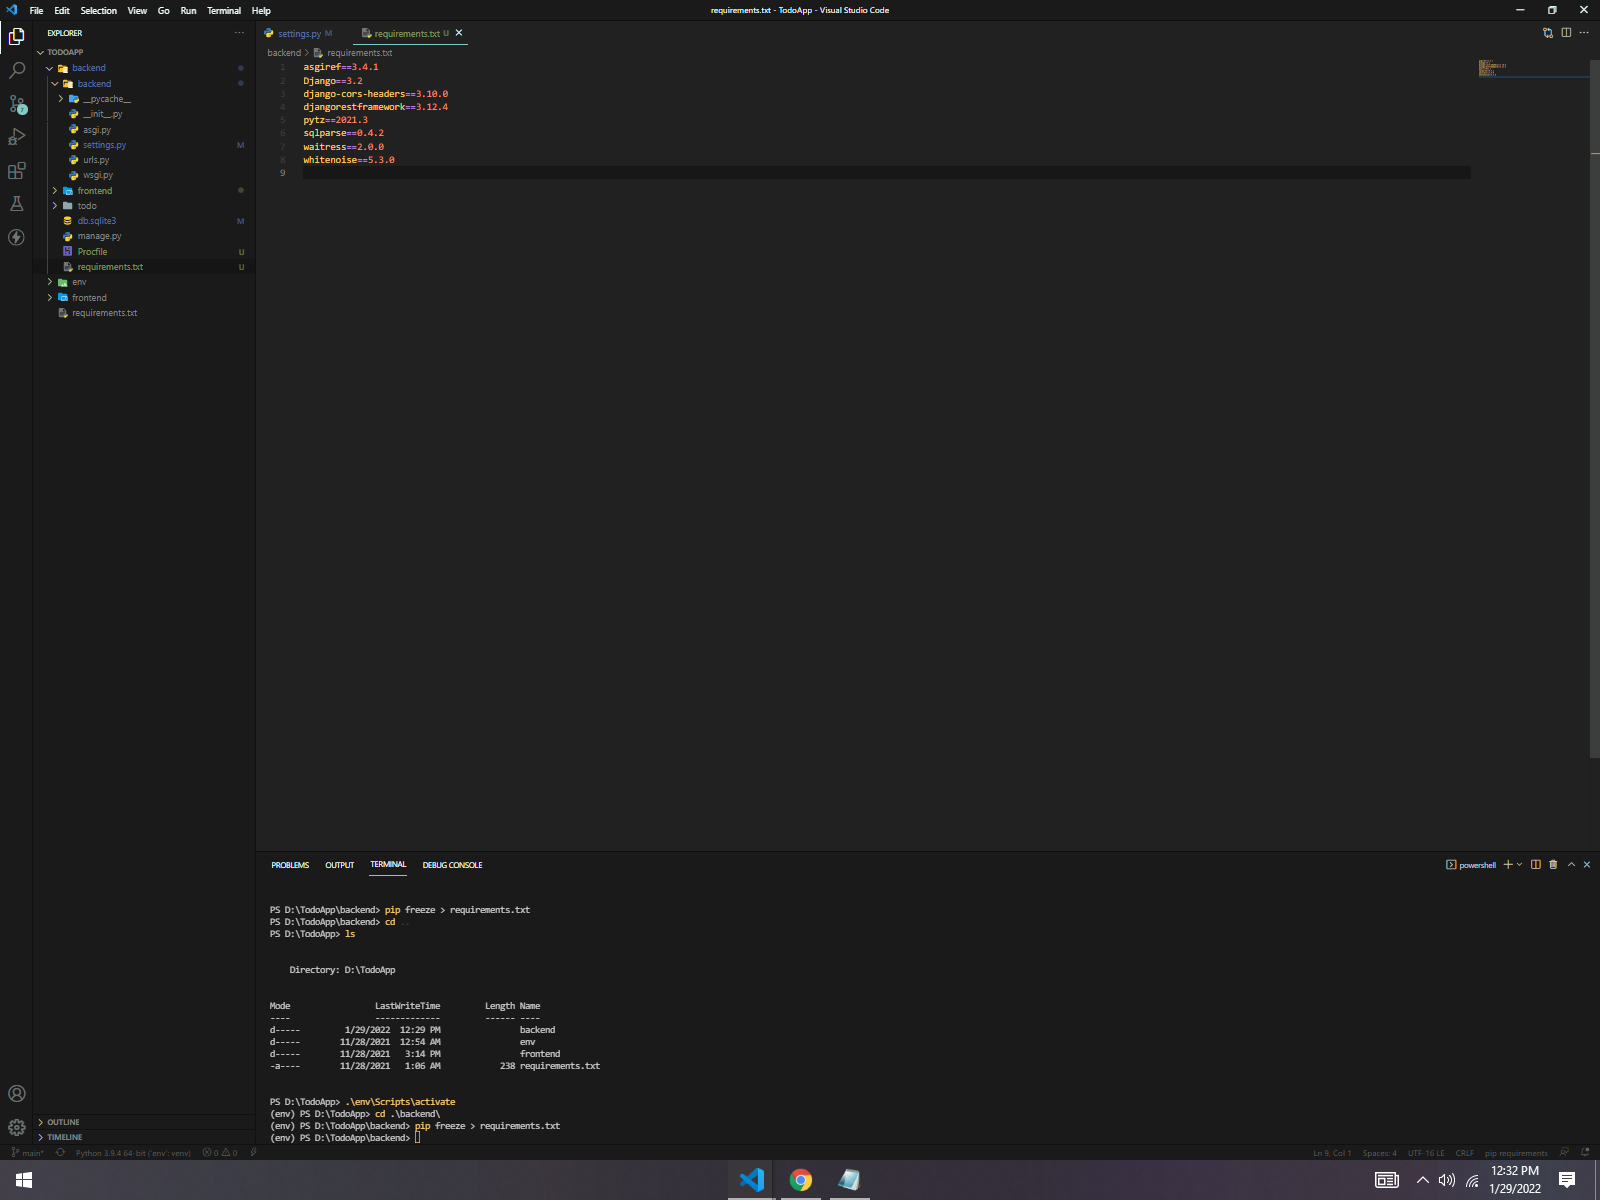 File Edit Selection View Go Run Terminal Help
requirements.txt - TodoApp - Visual Studio Code
EXPLORER
TODOAPP
backend
backend
__pycache__
__init__.py
asgi.py
settings.py M
urls.py
wsgi.py
frontend
todo
db.sqlite3 M
manage.py
Procfile U
requirements.txt U
env
frontend
requirements.txt
OUTLINE
TIMELINE
7
settings.py M
requirements.txt U
backend > requirements.txt
1 asgiref==3.4.1
2 Django==3.2
3 django-cors-headers==3.10.0
4 djangorestframework==3.12.4
5 pytz==2021.3
6 sqlparse==0.4.2
7 waitress==2.0.0
8 whitenoise==5.3.0
9
PROBLEMS OUTPUT TERMINAL DEBUG CONSOLE
powershell
PS D:\TodoApp\backend> pip freeze > requirements.txt
PS D:\TodoApp\backend> cd ..
PS D:\TodoApp> ls
Directory: D:\TodoApp
Mode LastWriteTime Length Name
---- ------------- ------ ----
d----- 1/29/2022 12:29 PM backend
d----- 11/28/2021 12:54 AM env
d----- 11/28/2021 3:14 PM frontend
-a---- 11/28/2021 1:06 AM 238 requirements.txt
PS D:\TodoApp> .\env\Scripts\activate
(env) PS D:\TodoApp> cd .\backend\
(env) PS D:\TodoApp\backend> pip freeze > requirements.txt
(env) PS D:\TodoApp\backend>
main* Python 3.9.4 64-bit ('env': venv) 0 0
Ln 9, Col 1 Spaces: 4 UTF-16 LE CRLF pip requirements
12:32 PM
1/29/2022